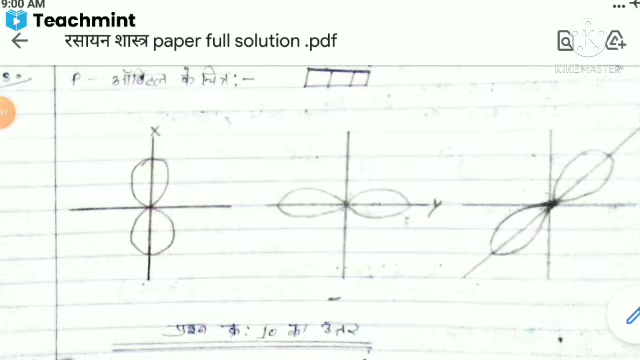 9:00 AM
Teachmint
रसायन शास्त्र paper full solution .pdf
KINEMASTER
P - ऑर्बिटल के चित्र:-
X
Y
प्रश्न क्र: 10 का उत्तर